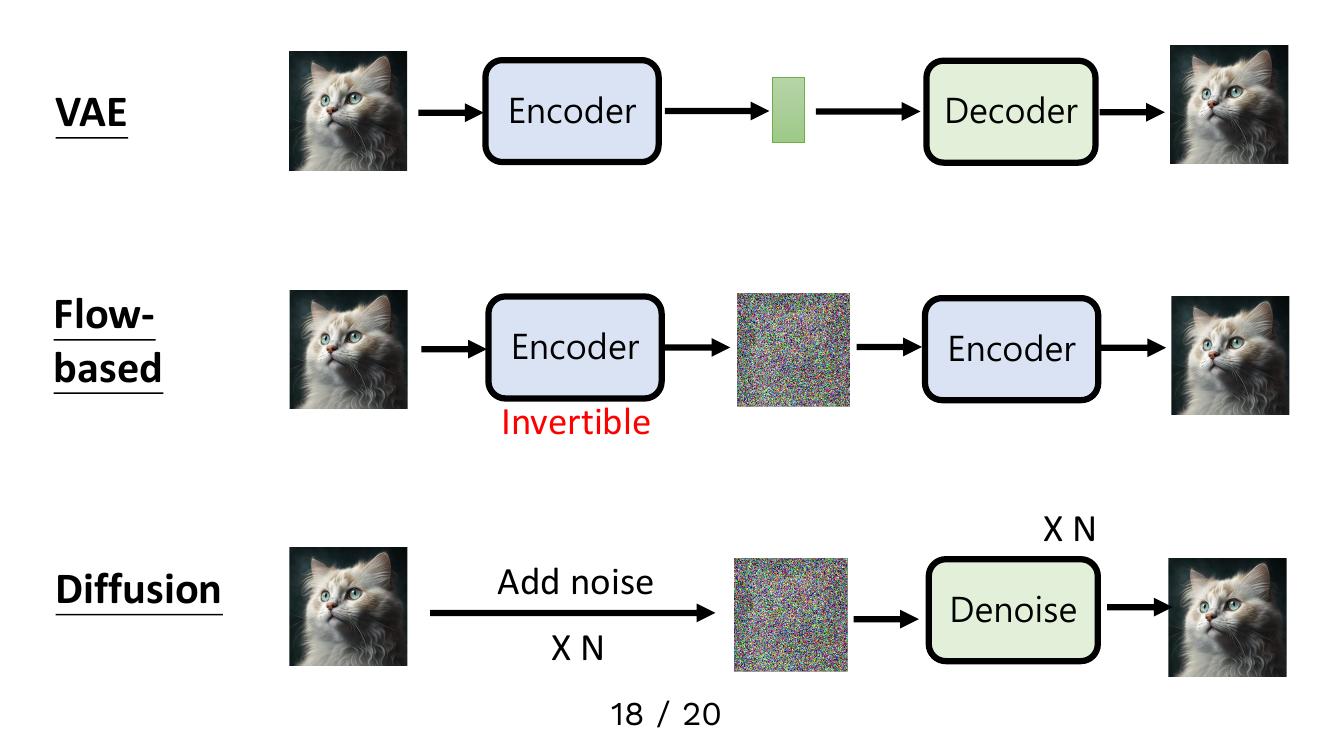 VAE
Encoder
Decoder
Flow-
based
Encoder
Encoder
Invertible
X N
Diffusion
Add noise
Denoise
X N
18 / 20